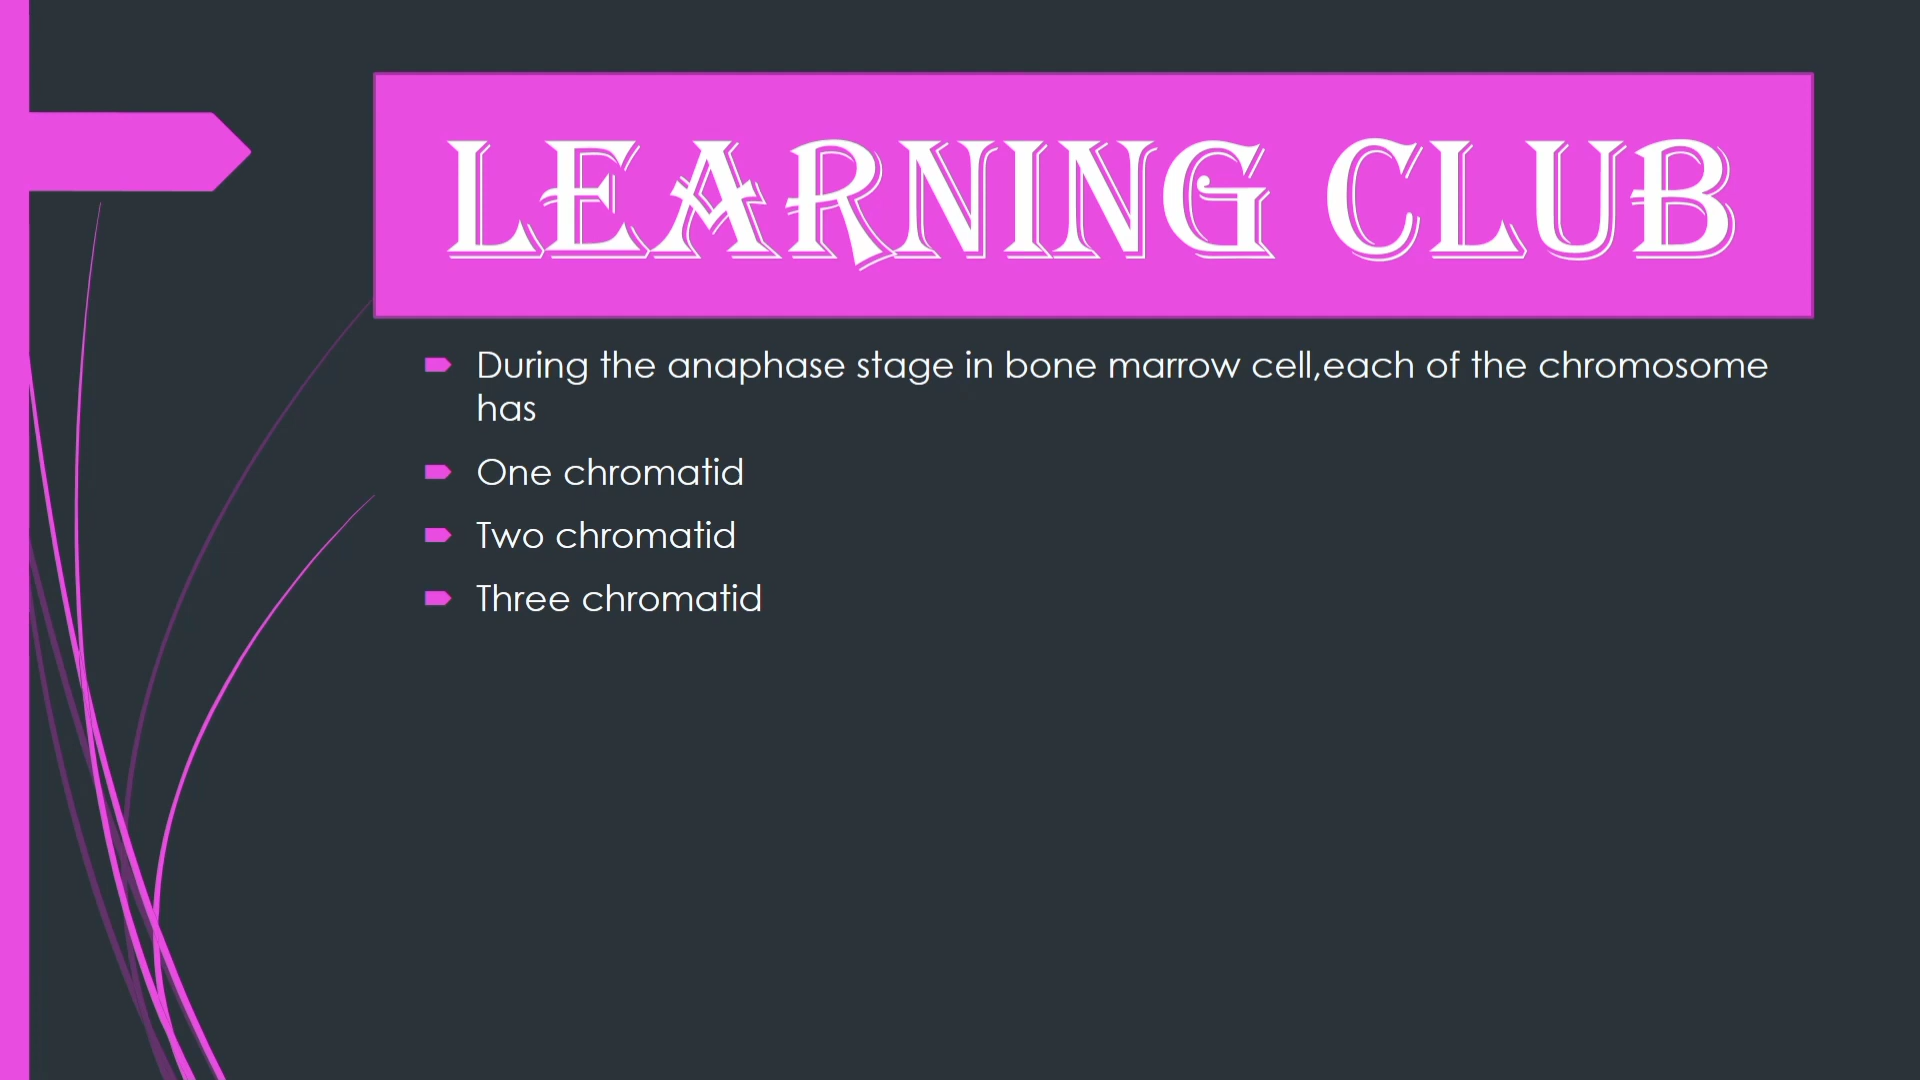 LEARNING CLUB
During the anaphase stage in bone marrow cell,each of the chromosome
has
One chromatid
Two chromatid
Three chromatid